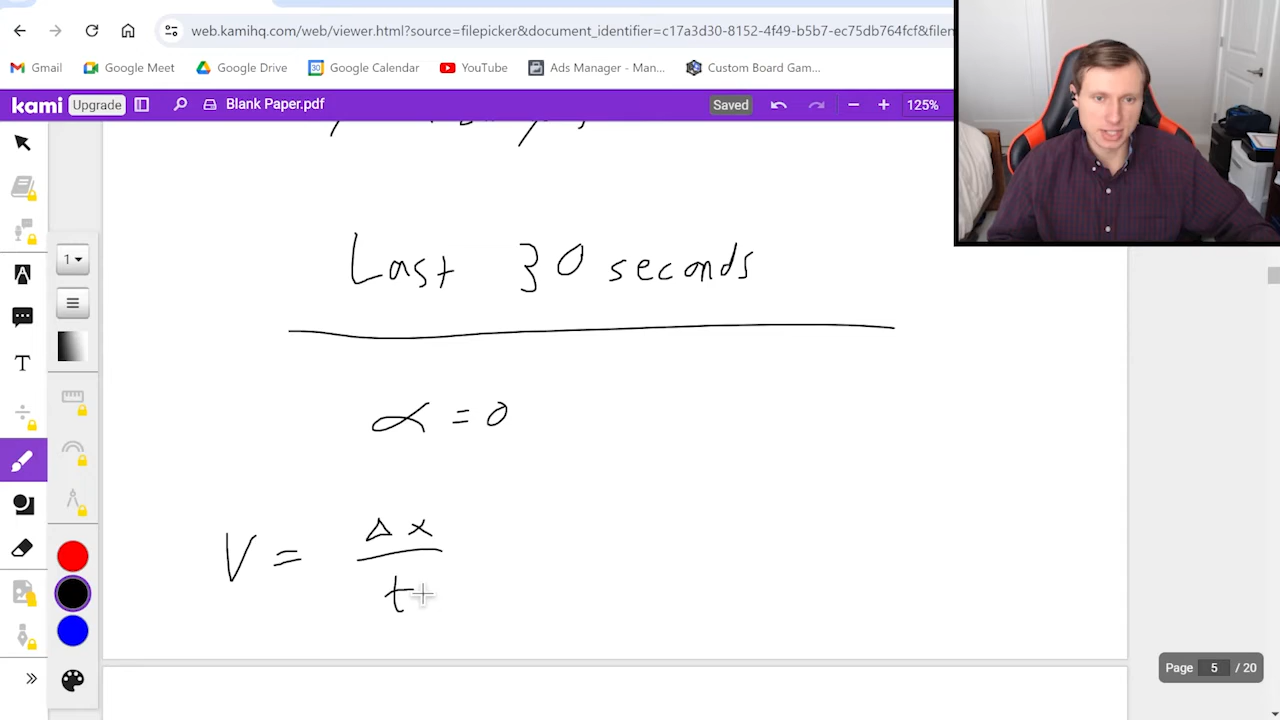 web.kamihq.com/web/viewer.html?source=filepicker&document_identifier=c17a3d30-8152-4f49-b5b7-ec75db764fcf&filen
Gmail Google Meet Google Drive Google Calendar YouTube Ads Manager - Man... Custom Board Gam...
kami Upgrade Blank Paper.pdf Saved 125%
Last 30 seconds
1
α = 0
T
V = Δx / t
Page 5 / 20